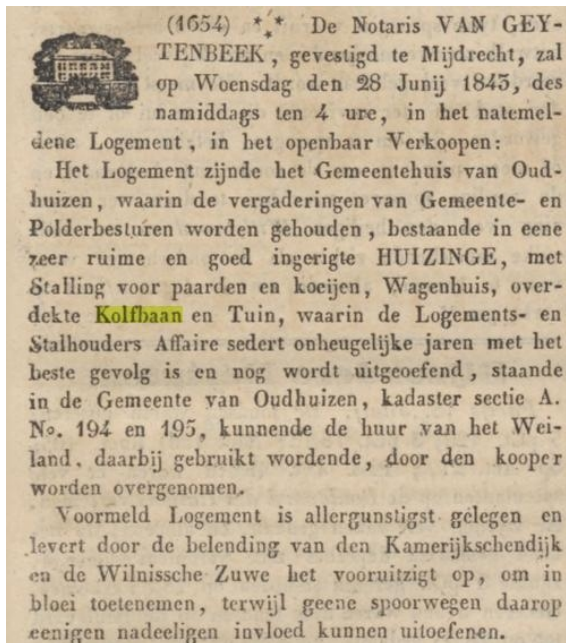 (1654) *⁎* De Notaris VAN GEY-
TENBEEK, gevestigd te Mijdrecht, zal
op Woensdag den 28 Junij 1843, des
namiddags ten 4 ure, in het natemel-
dene Logement, in het openbaar Verkoopen:
Het Logement zijnde het Gemeentehuis van Oud-
huizen, waarin de vergaderingen van Gemeente- en
Polderbesturen worden gehouden, bestaande in eene
zeer ruime en goed ingerigte HUIZINGE, met
Stalling voor paarden en koeijen, Wagenhuis, over-
dekte Kolfbaan en Tuin, waarin de Logements- en
Stalhouders Affaire sedert onheugelijke jaren met het
beste gevolg is en nog wordt uitgeoefend, staande
in de Gemeente van Oudhuizen, kadaster sectie A.
No. 194 en 195, kunnende de huur van het Wei-
land, daarbij gebruikt wordende, door den kooper
worden overgenomen.
Voormeld Logement is allergunstigst gelegen en
levert door de belending van den Kamerijkschendijk
en de Wilnissche Zuwe het vooruitzigt op, om in
bloei toetenemen, terwijl geene spoorwegen daarop
eenigen nadeeligen invloed kunnen uitoefenen.